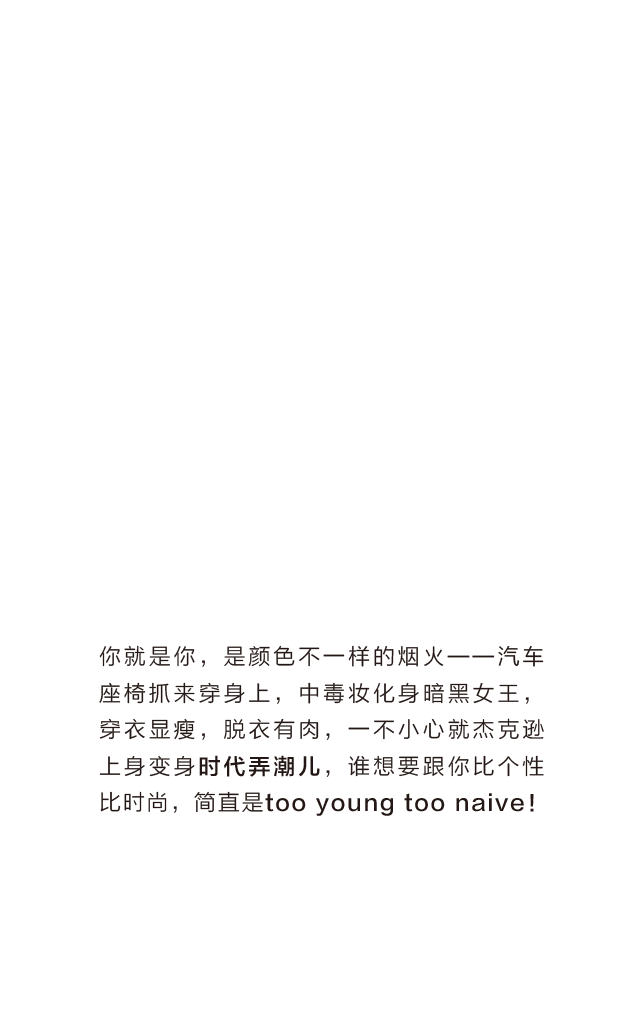 你就是你，是颜色不一样的烟火——汽车
座椅抓来穿身上，中毒妆化身暗黑女王，
穿衣显瘦，脱衣有肉，一不小心就杰克逊
上身变身时代弄潮儿，谁想要跟你比个性
比时尚，简直是too young too naive!